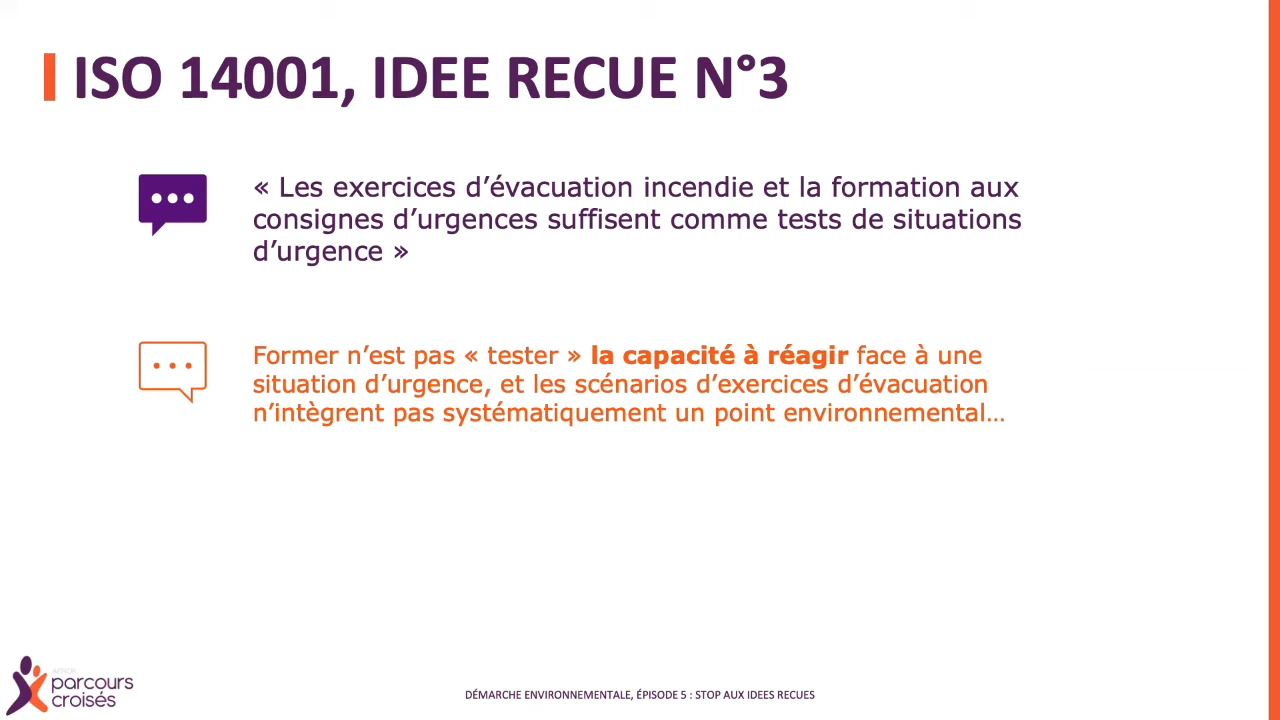 ISO 14001, IDEE RECUE N°3
« Les exercices d’évacuation incendie et la formation aux
consignes d’urgences suffisent comme tests de situations
d’urgence »
Former n’est pas « tester » la capacité à réagir face à une
situation d’urgence, et les scénarios d’exercices d’évacuation
n’intègrent pas systématiquement un point environnemental…
parcours
croisés
DÉMARCHE ENVIRONNEMENTALE, ÉPISODE 5 : STOP AUX IDEES RECUES